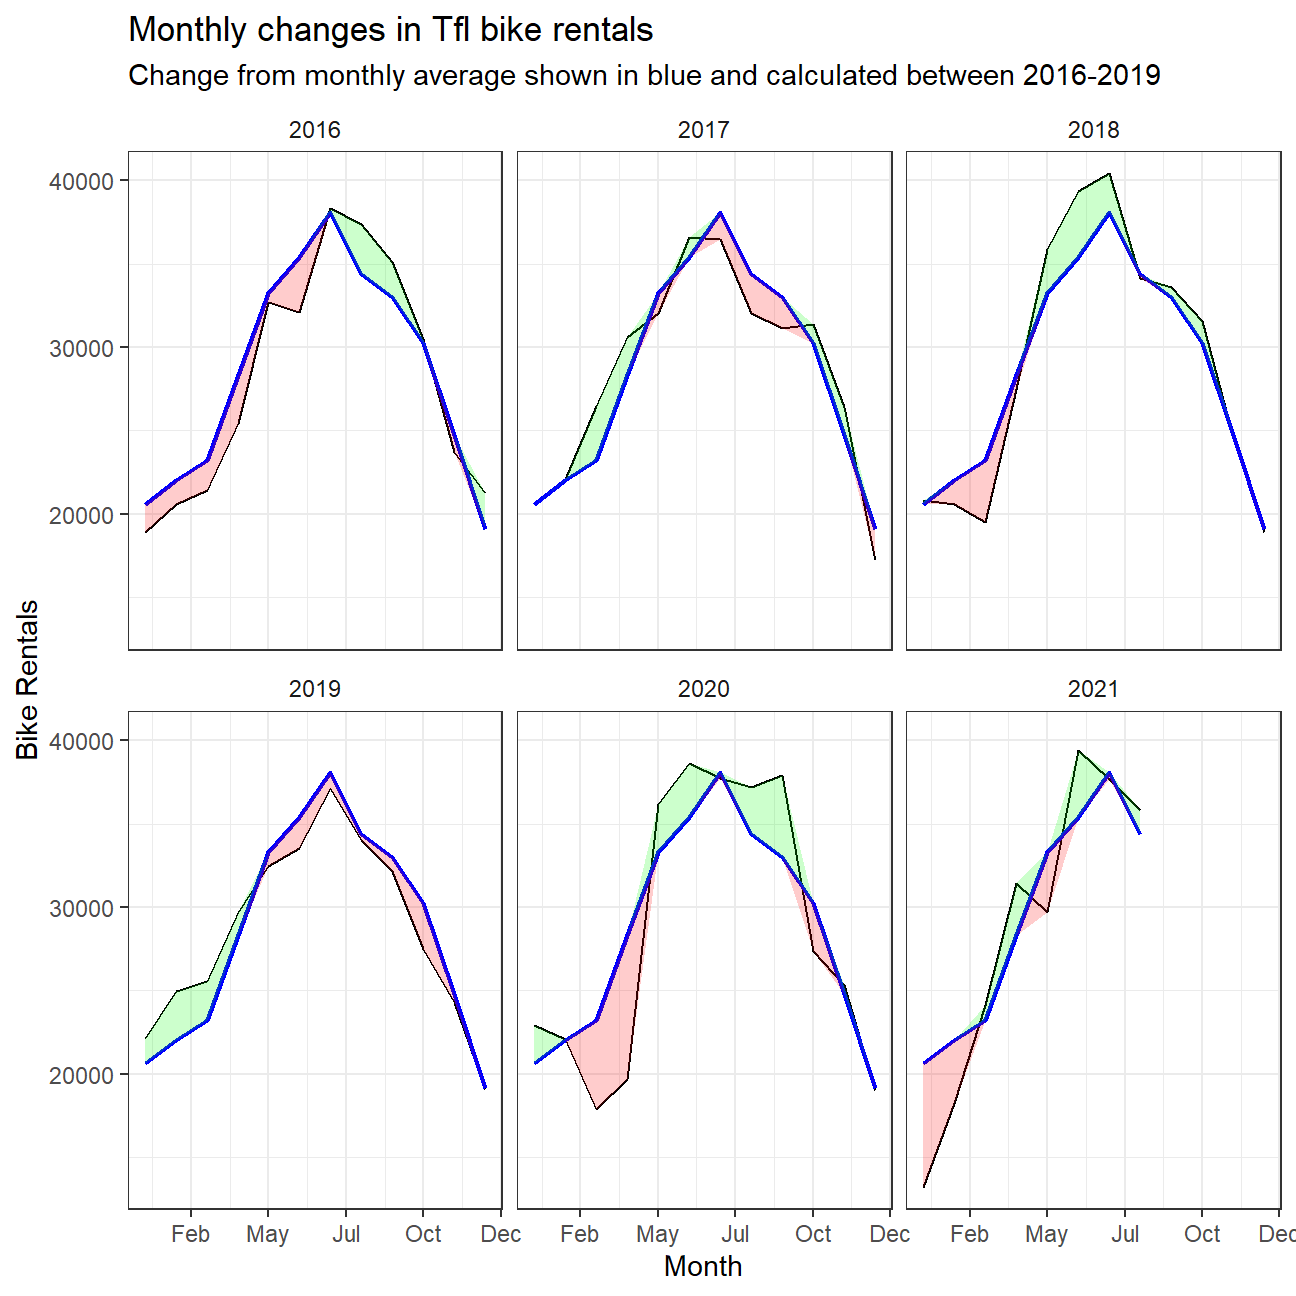 Monthly changes in Tfl bike rentals
Change from monthly average shown in blue and calculated between 2016-2019
2016
2017
2018
40000
30000
20000
Bike Rentals
2019
2020
2021
40000
30000
20000
Feb May Jul Oct Dec
Feb May Jul Oct Dec
Feb May Jul Oct Dec
Month